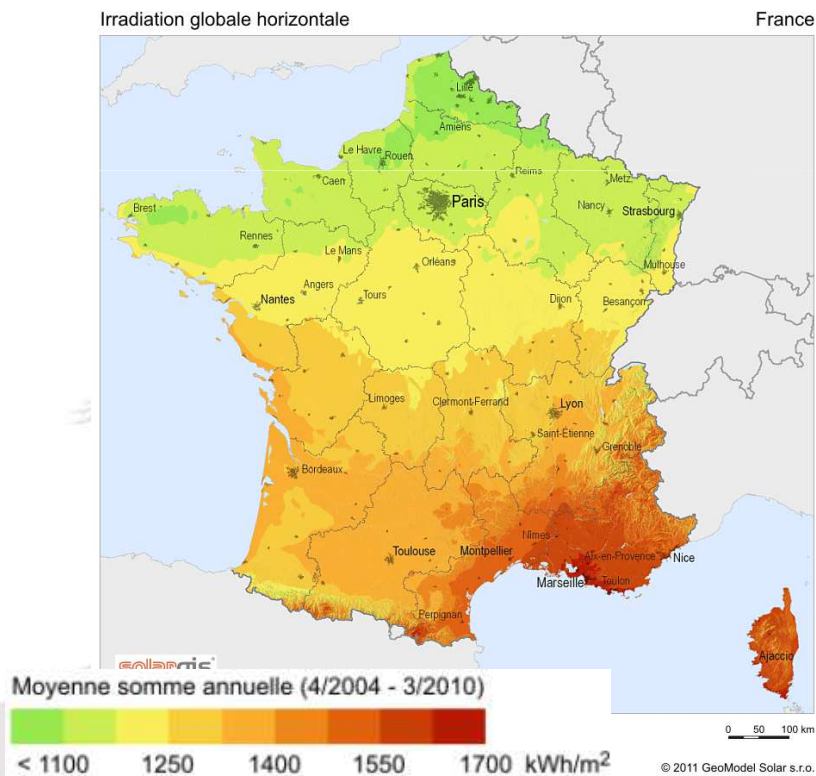 Irradiation globale horizontale France
Lille
Amiens
Le Havre
Rouen
Reims
Caen
Metz
Paris
Nancy
Strasbourg
Brest
Rennes
Le Mans
Orléans
Mulhouse
Angers
Tours
Nantes
Dijon
Besançon
Limoges
Clermont-Ferrand
Lyon
Saint-Étienne
Grenoble
Bordeaux
Nîmes
Toulouse
Montpellier
Aix-en-Provence
Nice
Marseille
Toulon
Perpignan
Ajaccio
solargis
Moyenne somme annuelle (4/2004 - 3/2010)
< 1100 1250 1400 1550 1700 kWh/m²
0 50 100 km
© 2011 GeoModel Solar s.r.o.